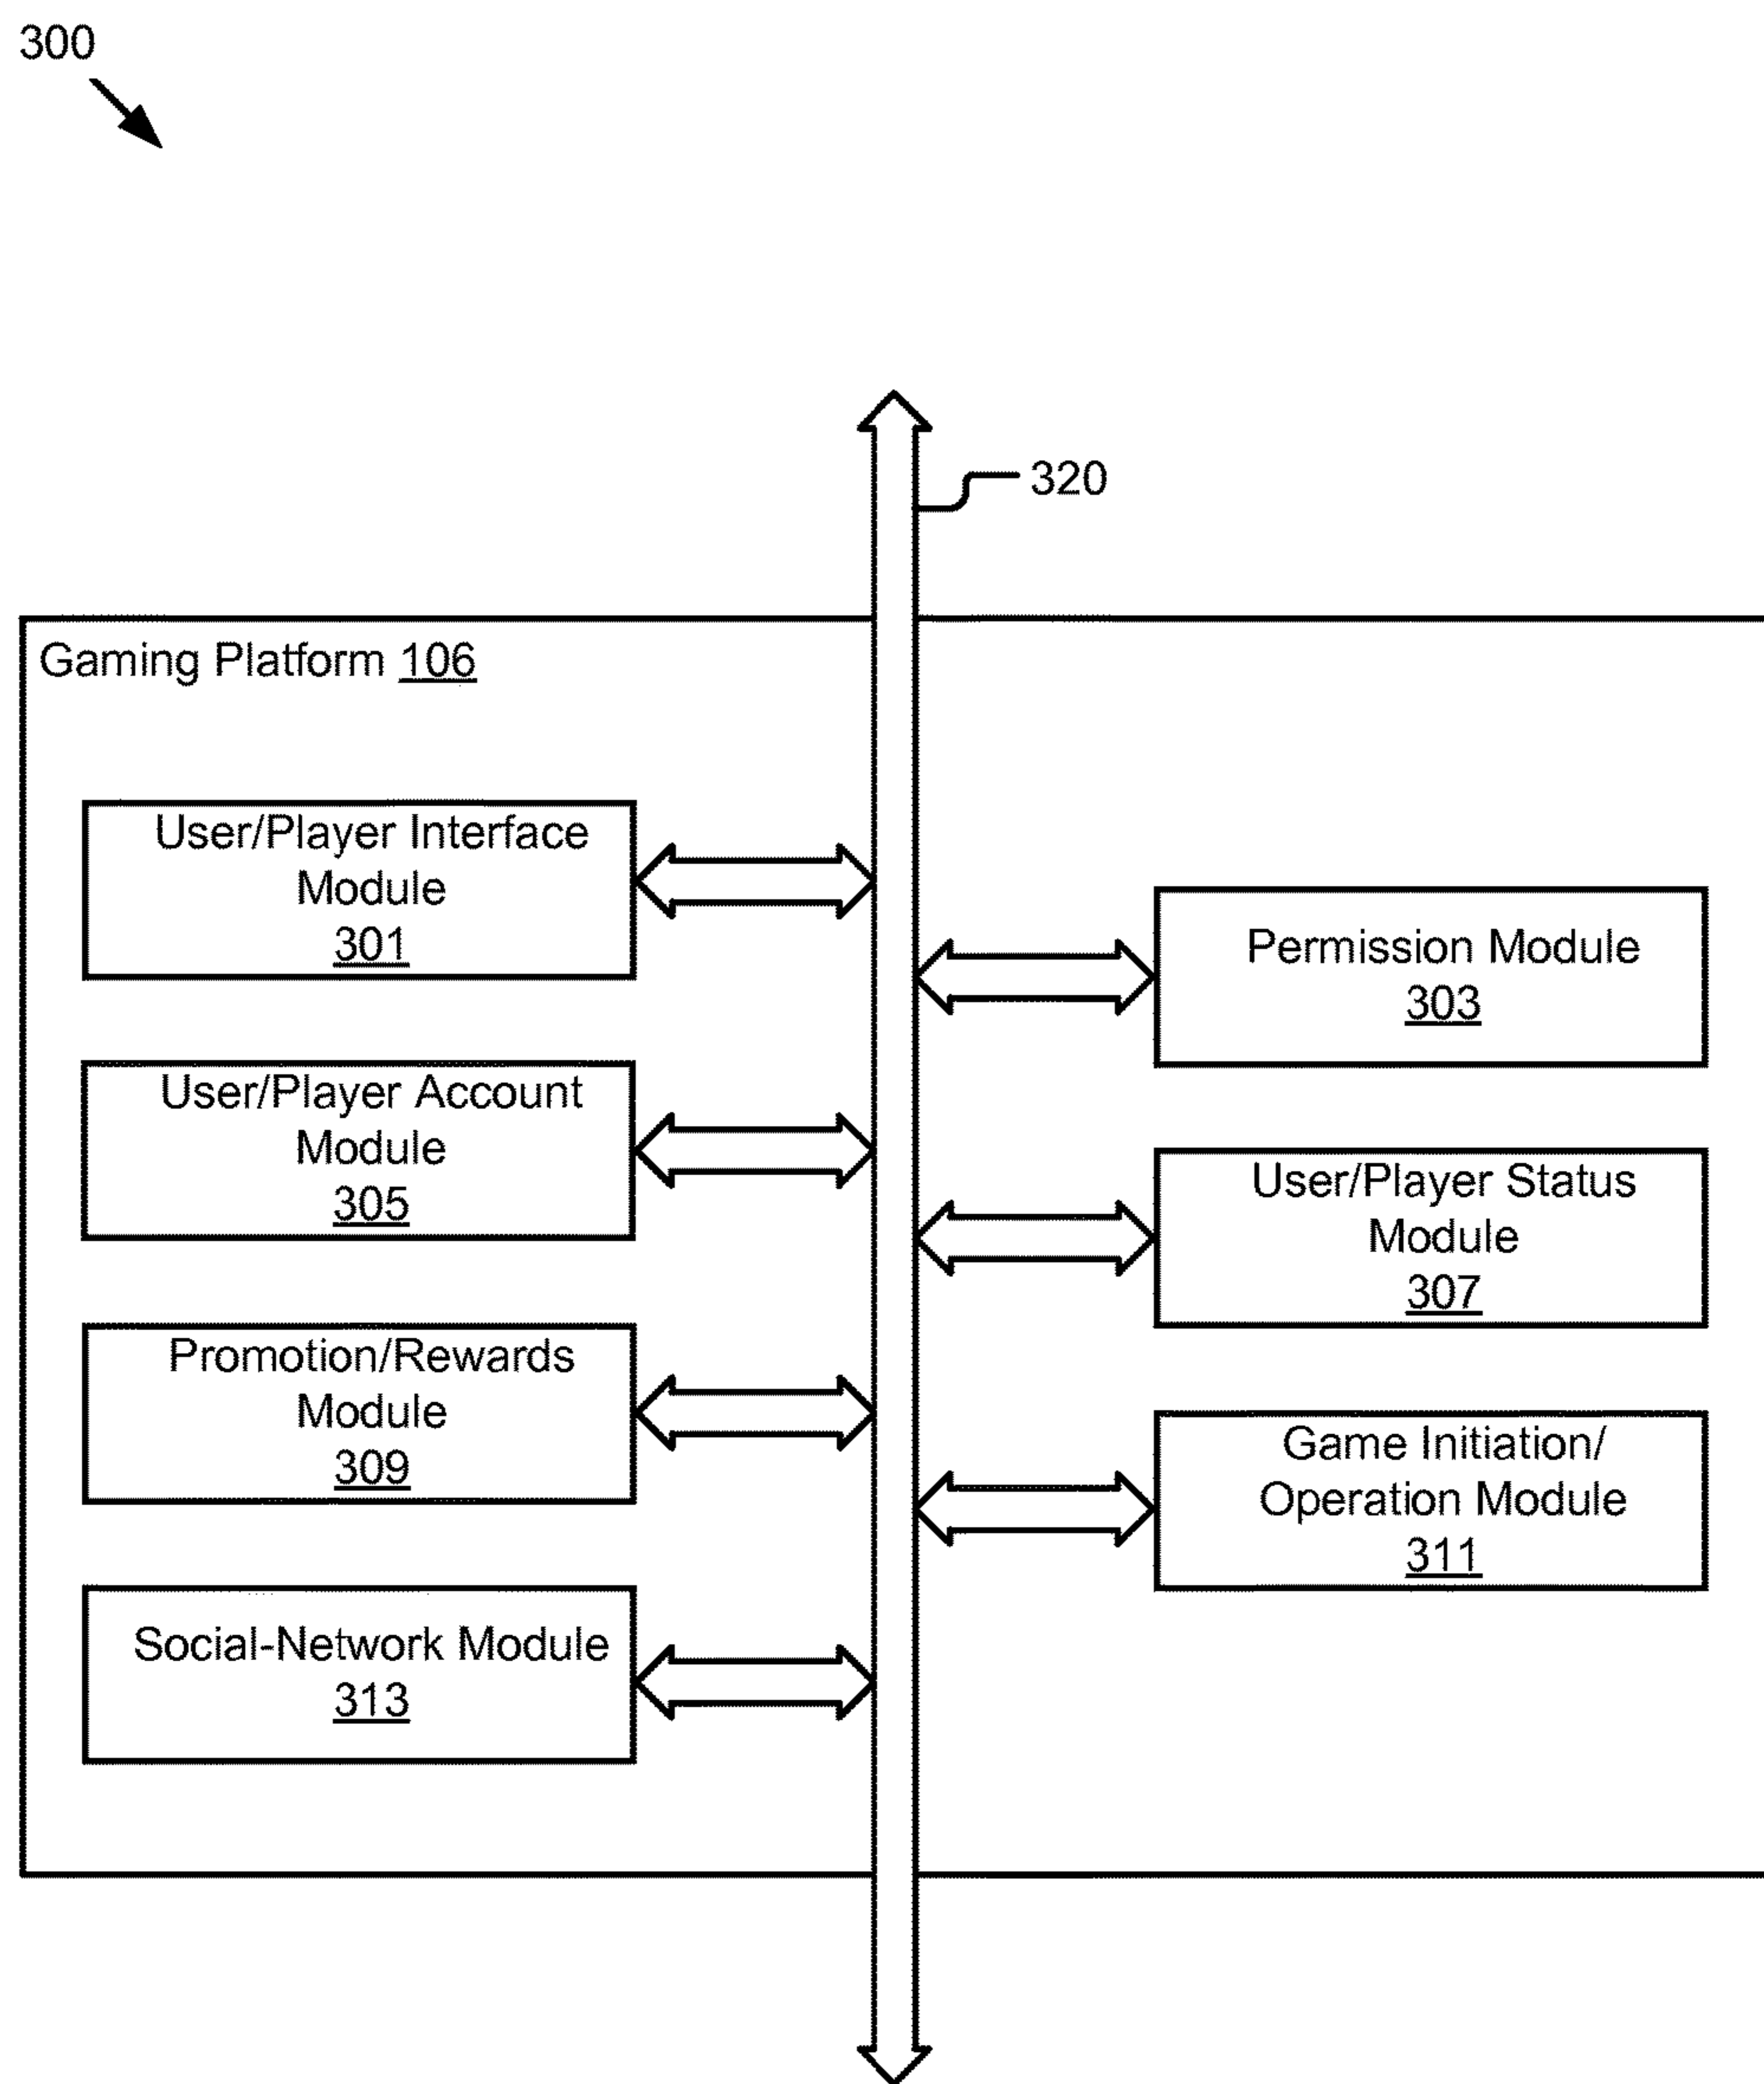 300
320
Gaming Platform 106
User/Player Interface
Module
301
Permission Module
303
User/Player Account
Module
305
User/Player Status
Module
307
Promotion/Rewards
Module
309
Game Initiation/
Operation Module
311
Social-Network Module
313